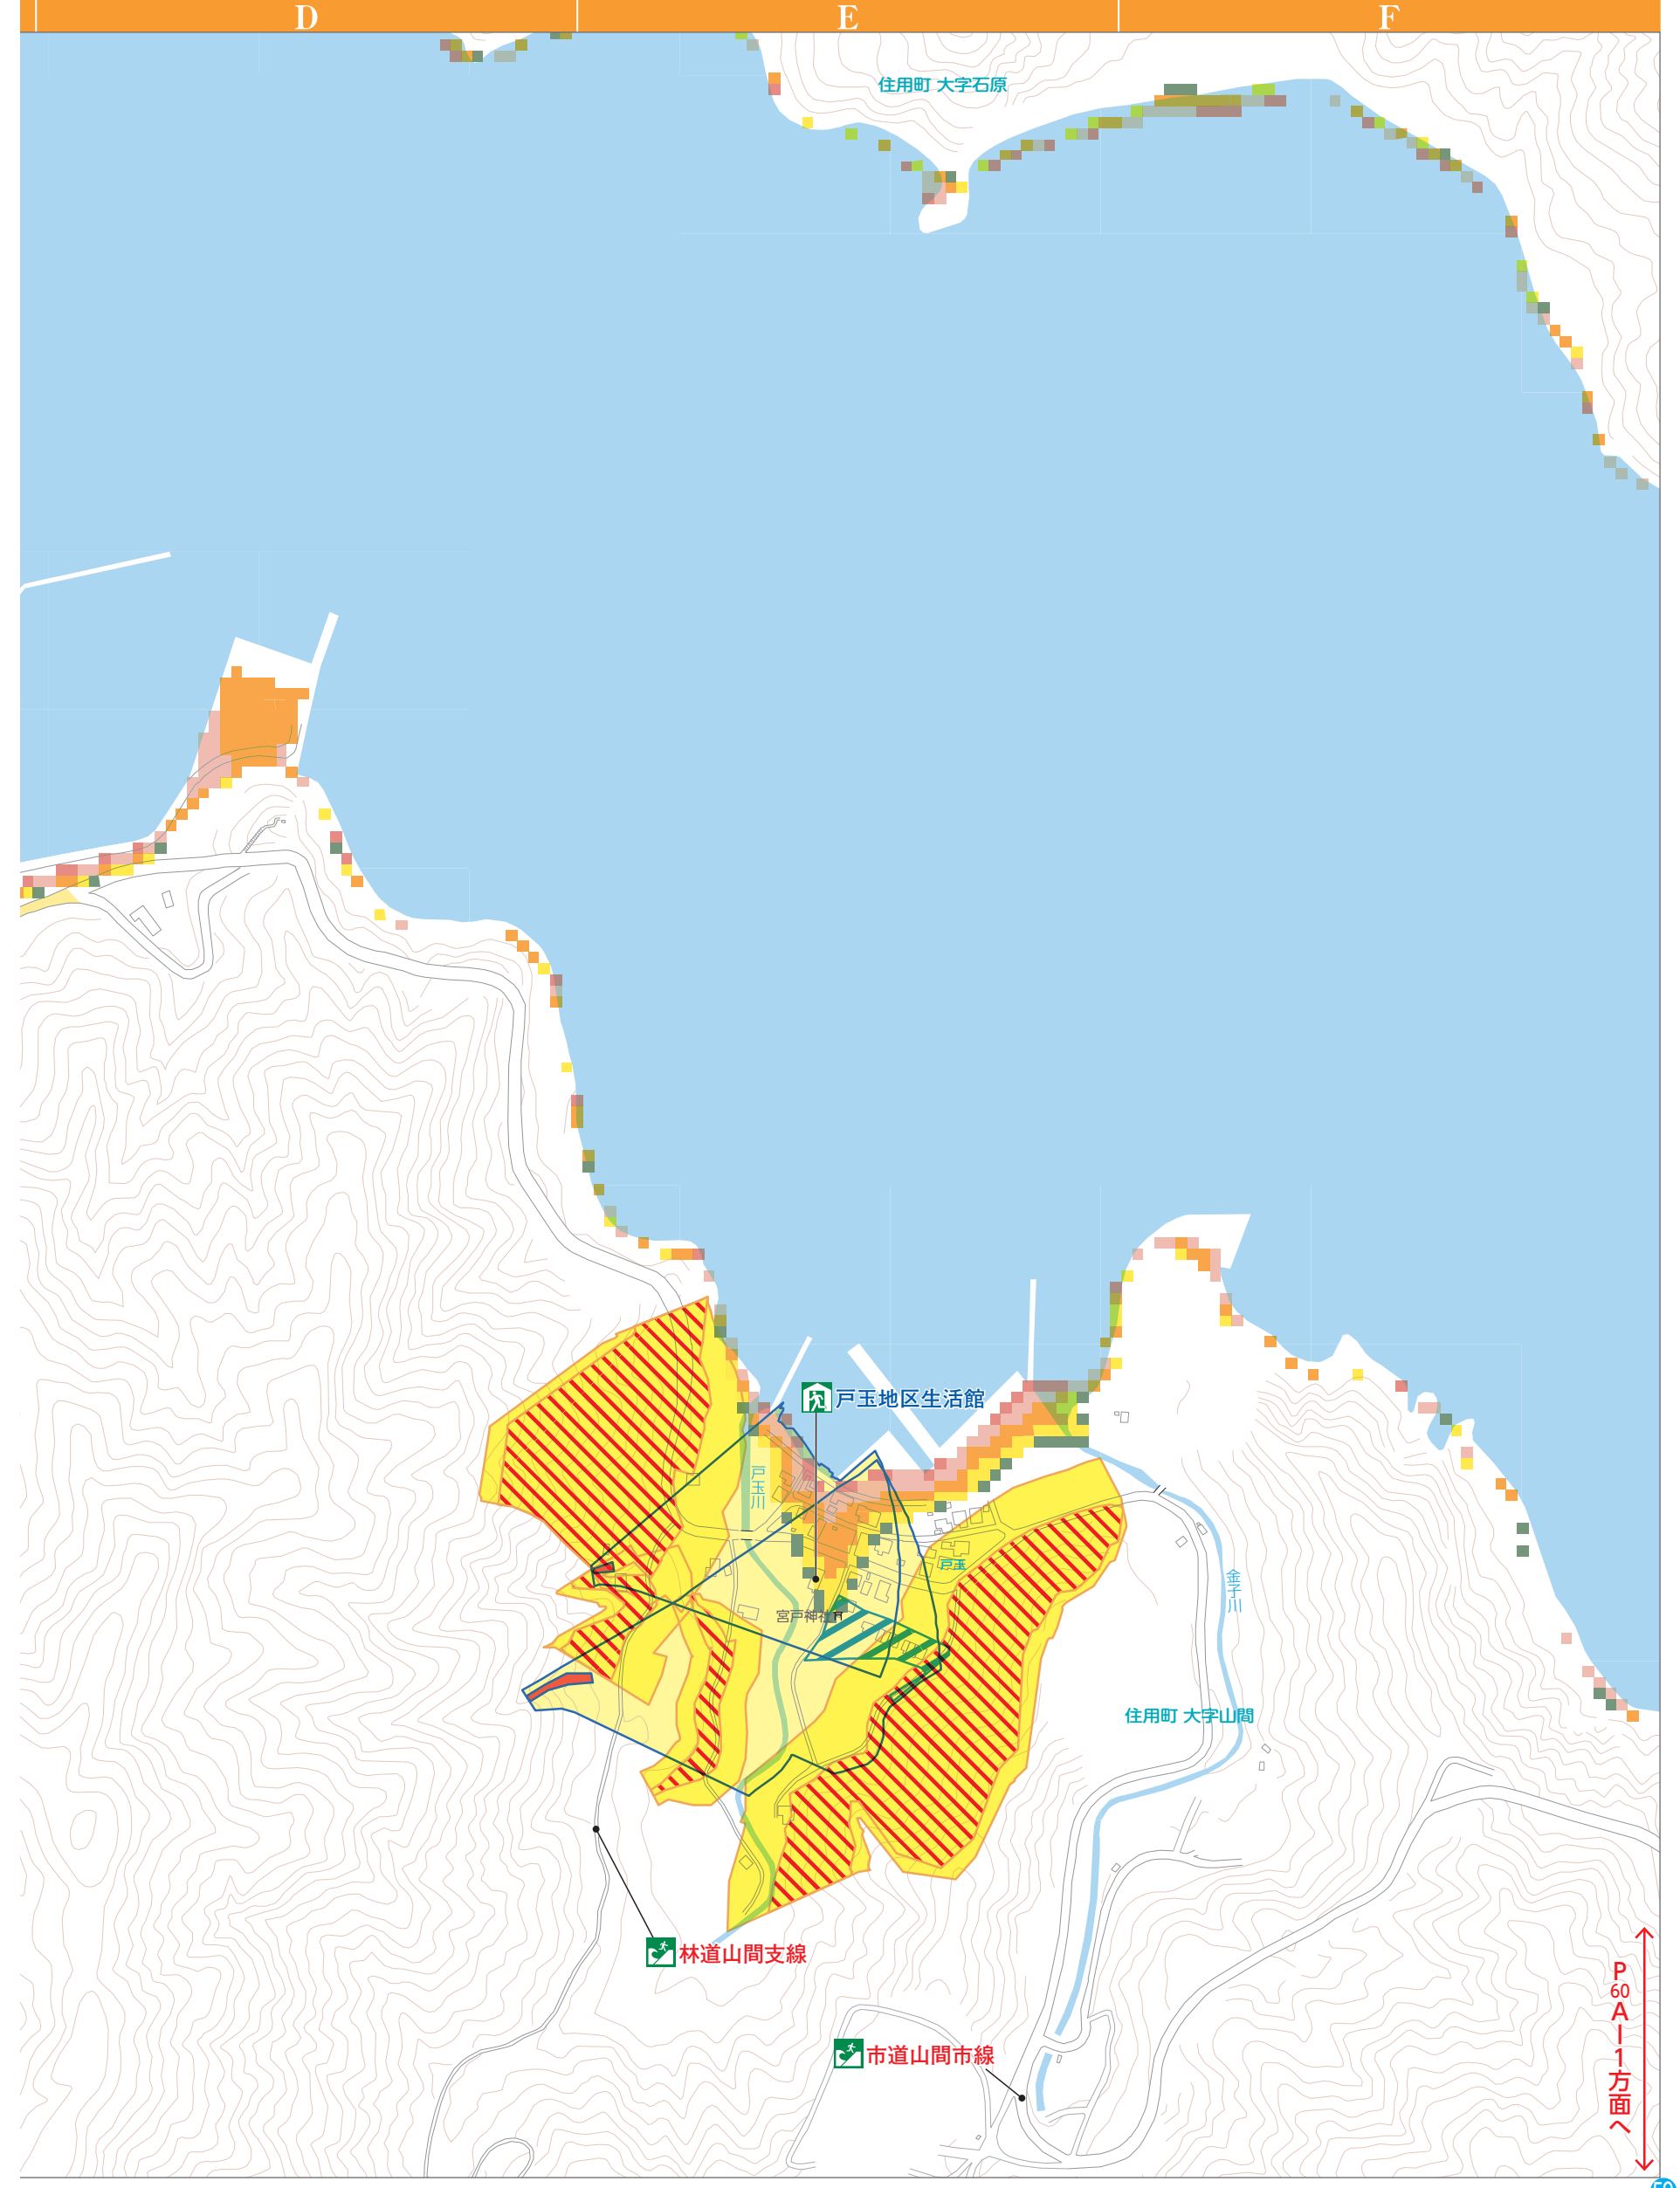 D E F
住用町 大字石原
戸玉地区生活館
戸玉川
戸玉
宮戸神社
金子川
住用町 大字山間
林道山間支線
市道山間市線
P60A-1方面へ